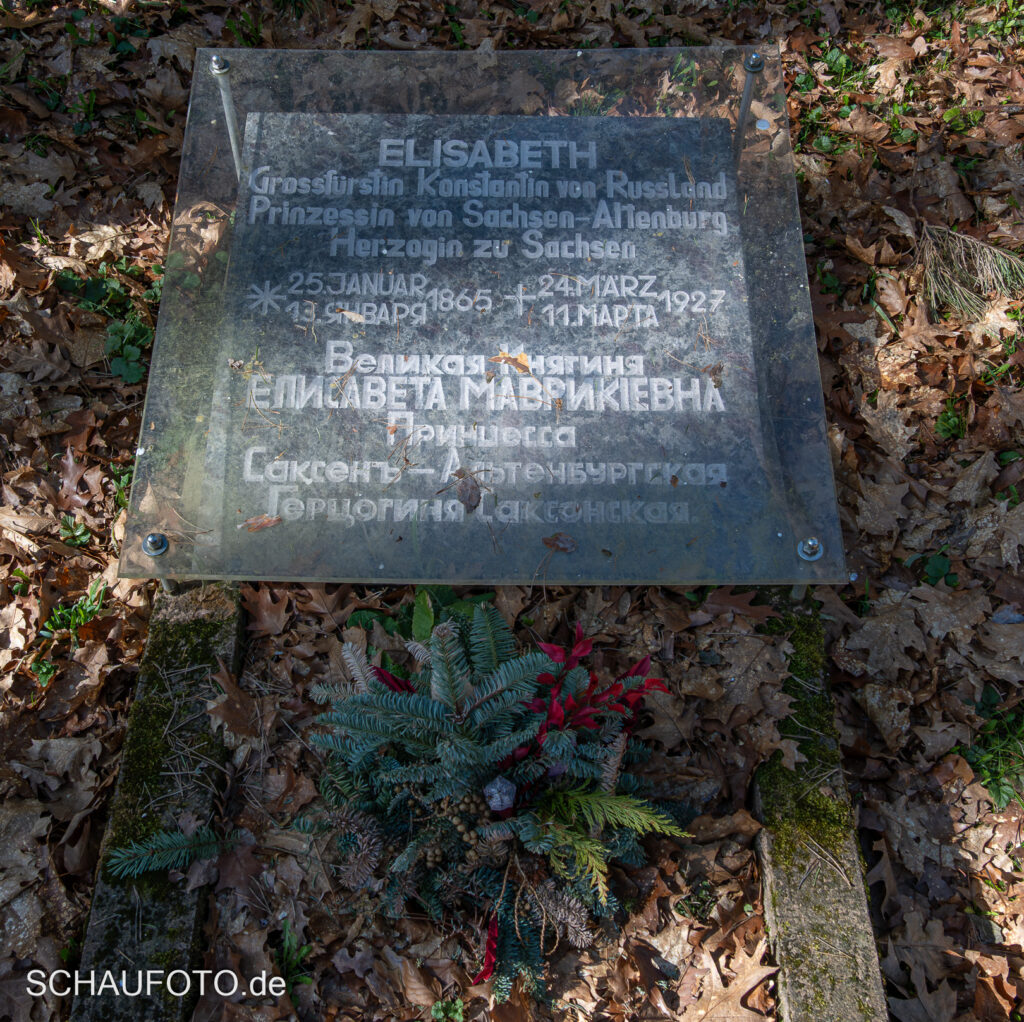 ELISABETH
Grossfürstin Konstantin von Russland
Prinzessin von Sachsen-Altenburg
Herzogin zu Sachsen
* 25. JANUAR 1865 + 24. MÄRZ 1927
13. ЯНВАРЯ 11. МАРТА
Великая Княгиня
ЕЛИСАВЕТА МАВРИКІЕВНА
Принцесса
Саксенъ-Альтенбургская
Герцогиня Саксонская.
SCHAUFOTO.de